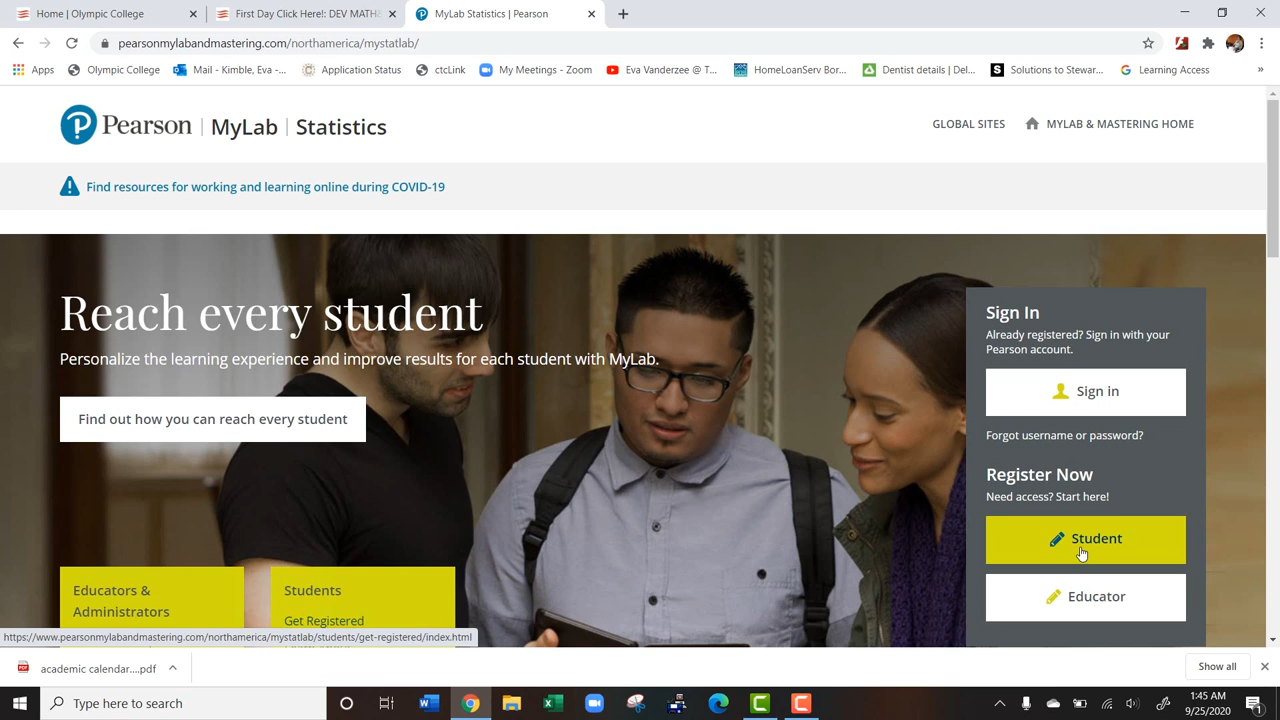 Home | Olympic College
First Day Click Here!: DEV MATH&
MyLab Statistics | Pearson
pearsonmylabandmastering.com/northamerica/mystatlab/
Apps
Olympic College
Mail - Kimble, Eva -...
Application Status
ctcLink
My Meetings - Zoom
Eva Vanderzee @ T...
HomeLoanServ Bor...
Dentist details | Del...
Solutions to Stewar...
Learning Access
»
Pearson | MyLab | Statistics
GLOBAL SITES
MYLAB & MASTERING HOME
Find resources for working and learning online during COVID-19
Reach every student
Personalize the learning experience and improve results for each student with MyLab.
Find out how you can reach every student
Sign In
Already registered? Sign in with your
Pearson account.
Sign in
Forgot username or password?
Register Now
Need access? Start here!
Student
Educator
Educators &
Administrators
Students
Get Registered
https://www.pearsonmylabandmastering.com/northamerica/mystatlab/students/get-registered/index.html
academic calendar....pdf
Show all
Type here to search
1:45 AM
9/25/2020